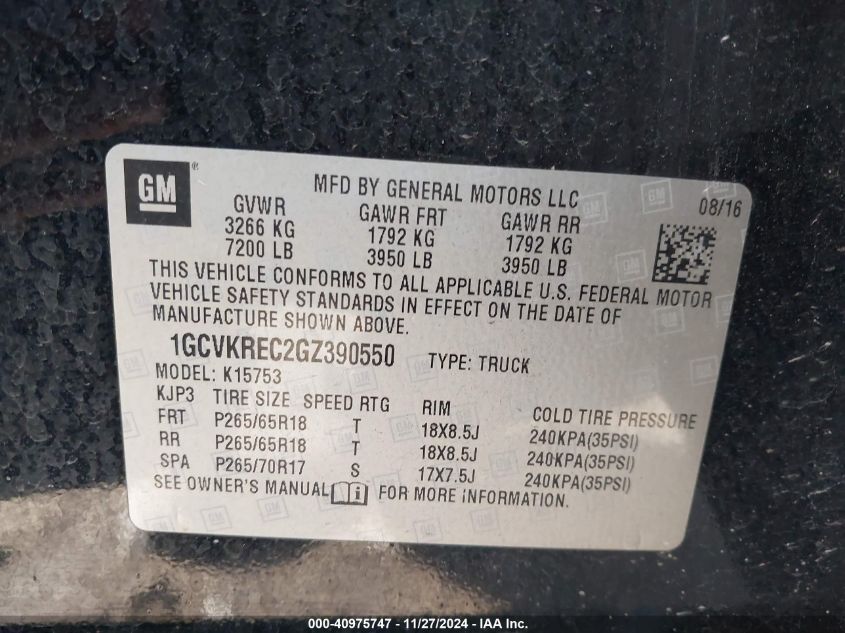 GM ®
MFD BY GENERAL MOTORS LLC
08/16
GVWR GAWR FRT GAWR RR
3266 KG 1792 KG 1792 KG
7200 LB 3950 LB 3950 LB
THIS VEHICLE CONFORMS TO ALL APPLICABLE U.S. FEDERAL MOTOR
VEHICLE SAFETY STANDARDS IN EFFECT ON THE DATE OF
MANUFACTURE SHOWN ABOVE.
1GCVKREC2GZ390550 TYPE: TRUCK
MODEL: K15753
KJP3 TIRE SIZE SPEED RTG RIM COLD TIRE PRESSURE
FRT P265/65R18 T 18X8.5J 240KPA(35PSI)
RR P265/65R18 T 18X8.5J 240KPA(35PSI)
SPA P265/70R17 S 17X7.5J 240KPA(35PSI)
SEE OWNER'S MANUAL FOR MORE INFORMATION.
000-40975747 - 11/27/2024 - IAA Inc.